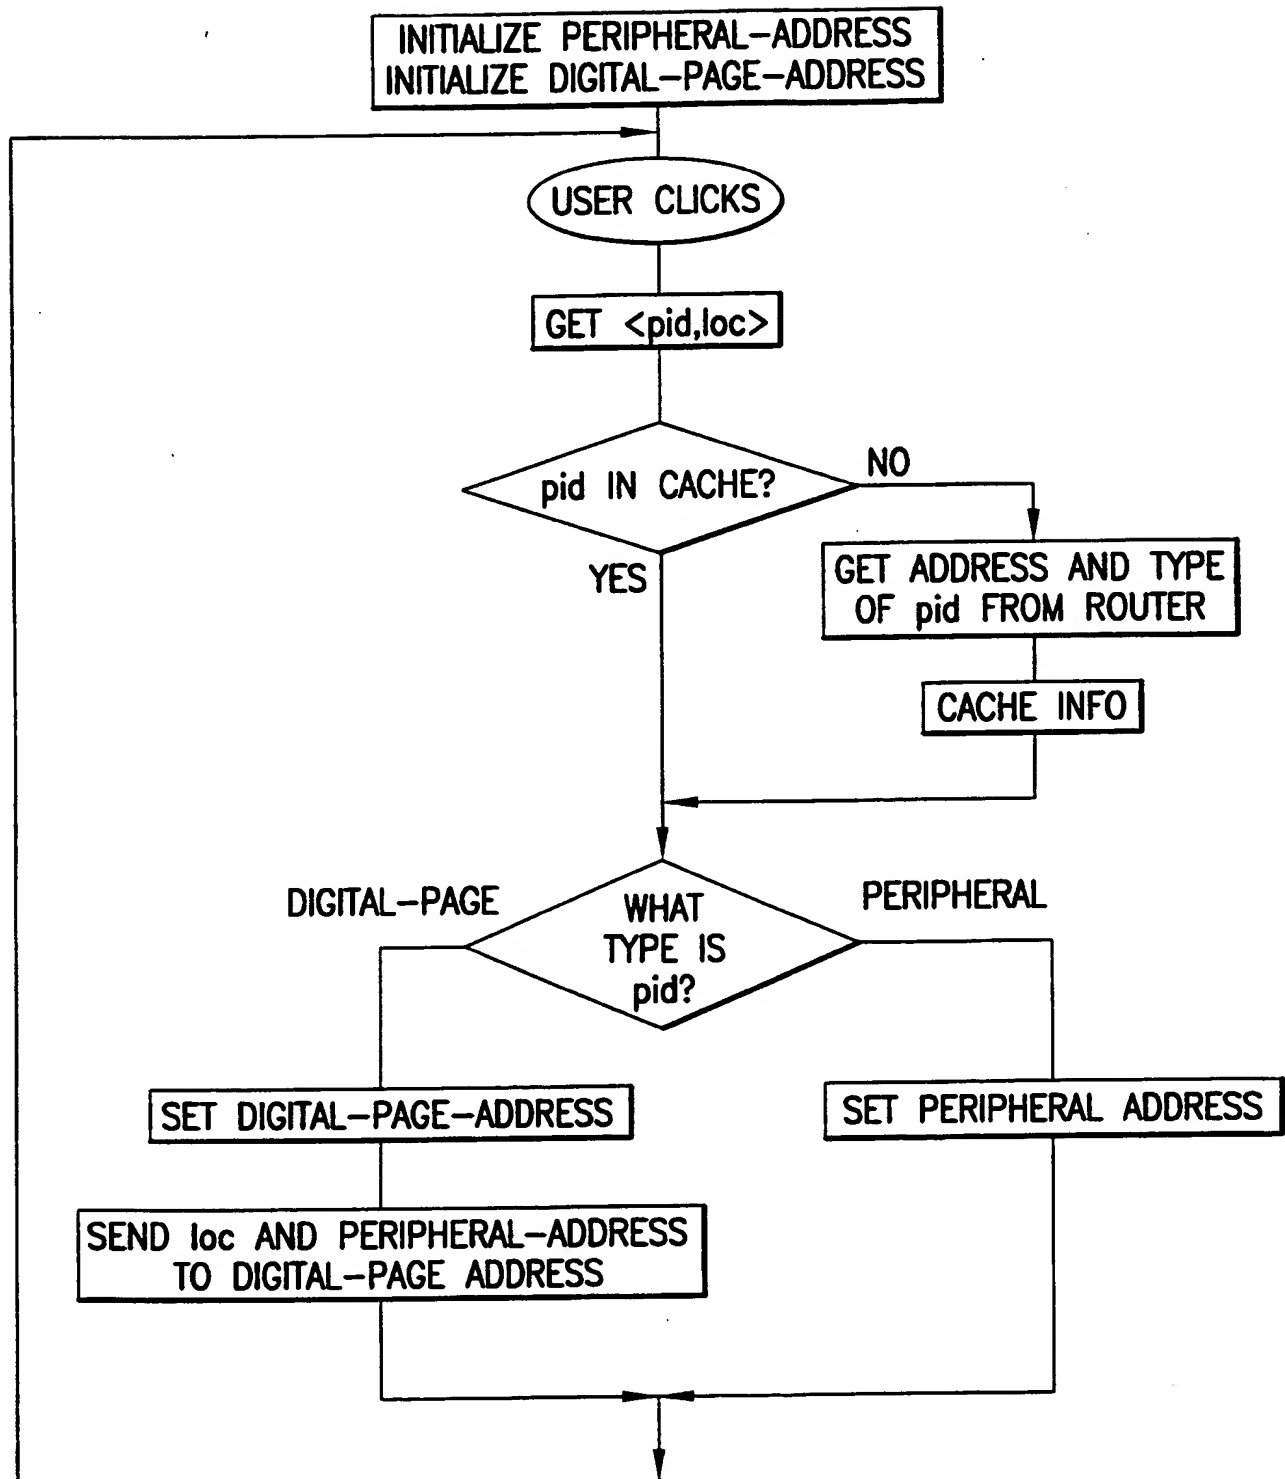 INITIALIZE PERIPHERAL-ADDRESS
INITIALIZE DIGITAL-PAGE-ADDRESS
USER CLICKS
GET <pid,loc>
pid IN CACHE?
NO
YES
GET ADDRESS AND TYPE
OF pid FROM ROUTER
CACHE INFO
DIGITAL-PAGE
WHAT
TYPE IS
pid?
PERIPHERAL
SET DIGITAL-PAGE-ADDRESS
SET PERIPHERAL ADDRESS
SEND loc AND PERIPHERAL-ADDRESS
TO DIGITAL-PAGE ADDRESS